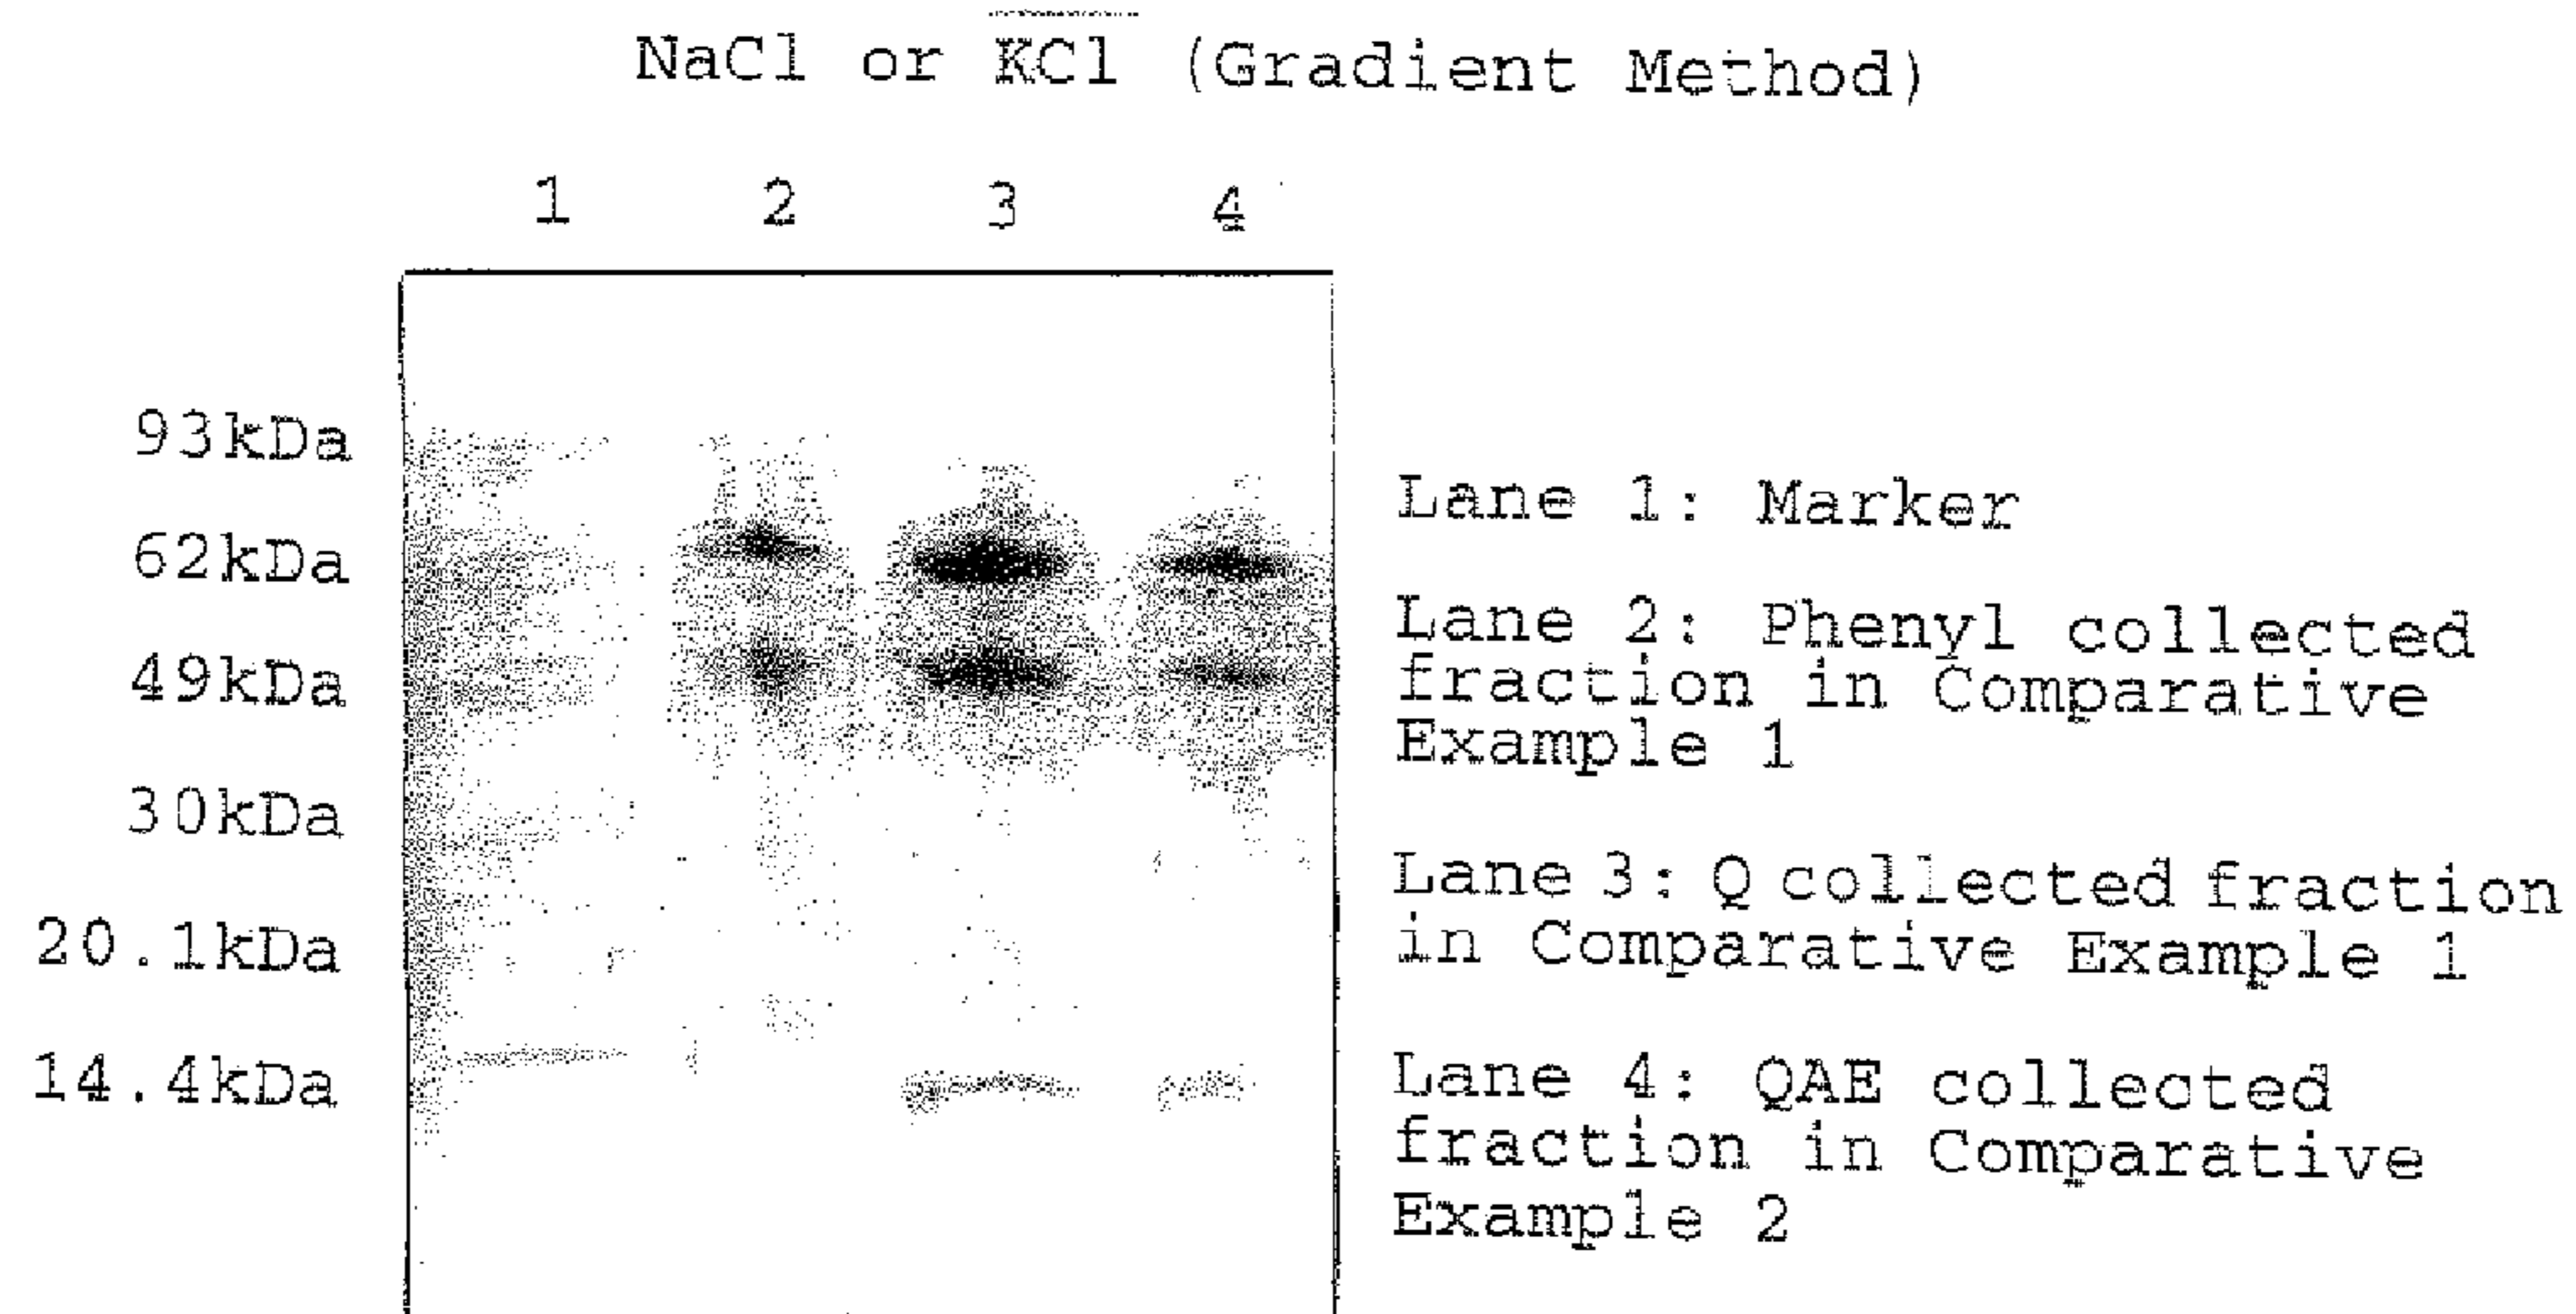 NaCl or KCl (Gradient Method)
1 2 3 4
93kDa
62kDa
49kDa
30kDa
20.1kDa
14.4kDa
Lane 1: Marker
Lane 2: Phenyl collected
fraction in Comparative
Example 1
Lane 3: Q collected fraction
in Comparative Example 1
Lane 4: QAE collected
fraction in Comparative
Example 2